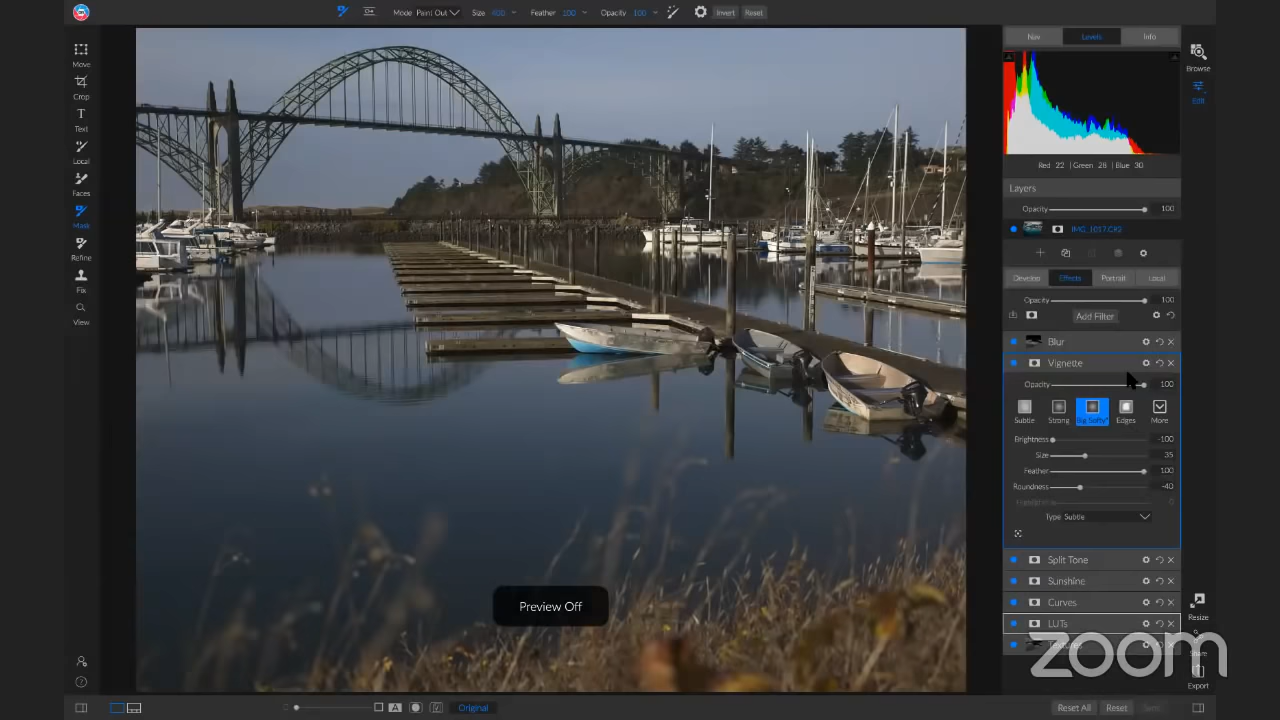 Mode Paint Out Size 400 Feather 100 Opacity 100 Invert Reset
Move
Crop
Text
Local
Faces
Mask
Refine
Fix
View
Preview Off
Nav Levels Info
Red 22 | Green 26 | Blue 30
Layers
Opacity 100
IMG_1017.CR2
Develop Effects Portrait Local
Opacity 100
Add Filter
Blur
Vignette
Opacity 100
Subtle Strong Big Softy Edges More
Brightness -100
Size 35
Feather 100
Roundness -40
Type Subtle
Split Tone
Sunshine
Curves
LUTs
Textures
Browse
Edit
Resize
Share
Export
zoom
Original
Reset All Reset Sync